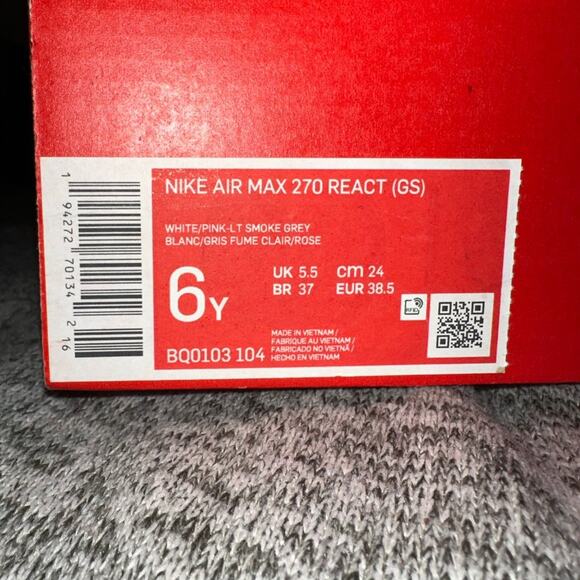 NIKE AIR MAX 270 REACT (GS)
WHITE/PINK-LT SMOKE GREY
BLANC/GRIS FUME CLAIR/ROSE
6Y
UK 5.5 cm 24
BR 37 EUR 38.5
RFID
BQ0103 104
MADE IN VIETNAM/
FABRIQUE AU VIETNAM/
FABRICADO NO VIETNÃ/
HECHO EN VIETNAM
1 94272 70134 2 16